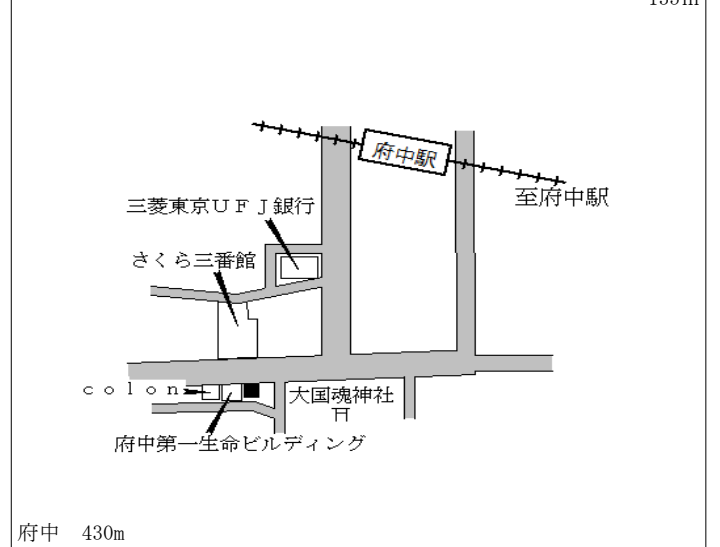 府中駅
至府中駅
三菱東京ＵＦＪ銀行
さくら三番館
ｃｏｌｏｎ
大国魂神社
府中第一生命ビルディング
府中　430m